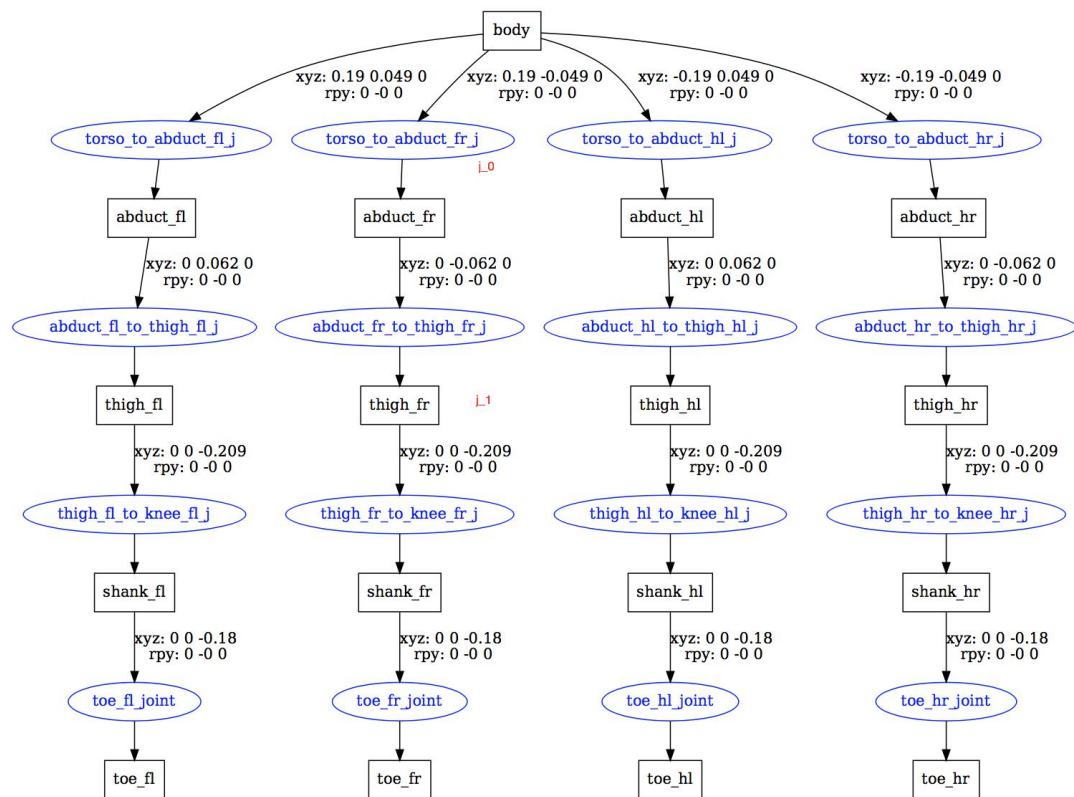 body
xyz: 0.19 0.049 0
rpy: 0 -0 0
xyz: 0.19 -0.049 0
rpy: 0 -0 0
xyz: -0.19 0.049 0
rpy: 0 -0 0
xyz: -0.19 -0.049 0
rpy: 0 -0 0
torso_to_abduct_fl_j
torso_to_abduct_fr_j
torso_to_abduct_hl_j
torso_to_abduct_hr_j
j_0
abduct_fl
abduct_fr
abduct_hl
abduct_hr
xyz: 0 0.062 0
rpy: 0 -0 0
xyz: 0 -0.062 0
rpy: 0 -0 0
xyz: 0 0.062 0
rpy: 0 -0 0
xyz: 0 -0.062 0
rpy: 0 -0 0
abduct_fl_to_thigh_fl_j
abduct_fr_to_thigh_fr_j
abduct_hl_to_thigh_hl_j
abduct_hr_to_thigh_hr_j
thigh_fl
thigh_fr
j_1
thigh_hl
thigh_hr
xyz: 0 0 -0.209
rpy: 0 -0 0
xyz: 0 0 -0.209
rpy: 0 -0 0
xyz: 0 0 -0.209
rpy: 0 -0 0
xyz: 0 0 -0.209
rpy: 0 -0 0
thigh_fl_to_knee_fl_j
thigh_fr_to_knee_fr_j
thigh_hl_to_knee_hl_j
thigh_hr_to_knee_hr_j
shank_fl
shank_fr
shank_hl
shank_hr
xyz: 0 0 -0.18
rpy: 0 -0 0
xyz: 0 0 -0.18
rpy: 0 -0 0
xyz: 0 0 -0.18
rpy: 0 -0 0
xyz: 0 0 -0.18
rpy: 0 -0 0
toe_fl_joint
toe_fr_joint
toe_hl_joint
toe_hr_joint
toe_fl
toe_fr
toe_hl
toe_hr